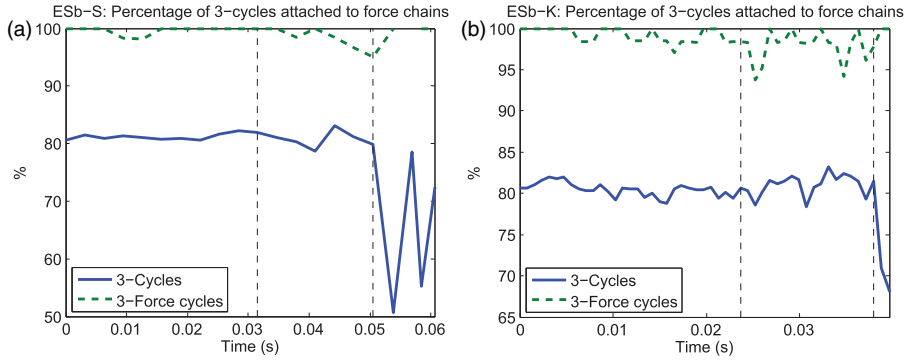 ESb−S: Percentage of 3−cycles attached to force chains
(a)
100
90
80
70
60
50
%
0
0.01
0.02
0.03
0.04
0.05
0.06
Time (s)
3−Cycles
3−Force cycles
ESb−K: Percentage of 3−cycles attached to force chains
(b)
100
95
90
85
80
75
70
65
%
0
0.01
0.02
0.03
Time (s)
3−Cycles
3−Force cycles